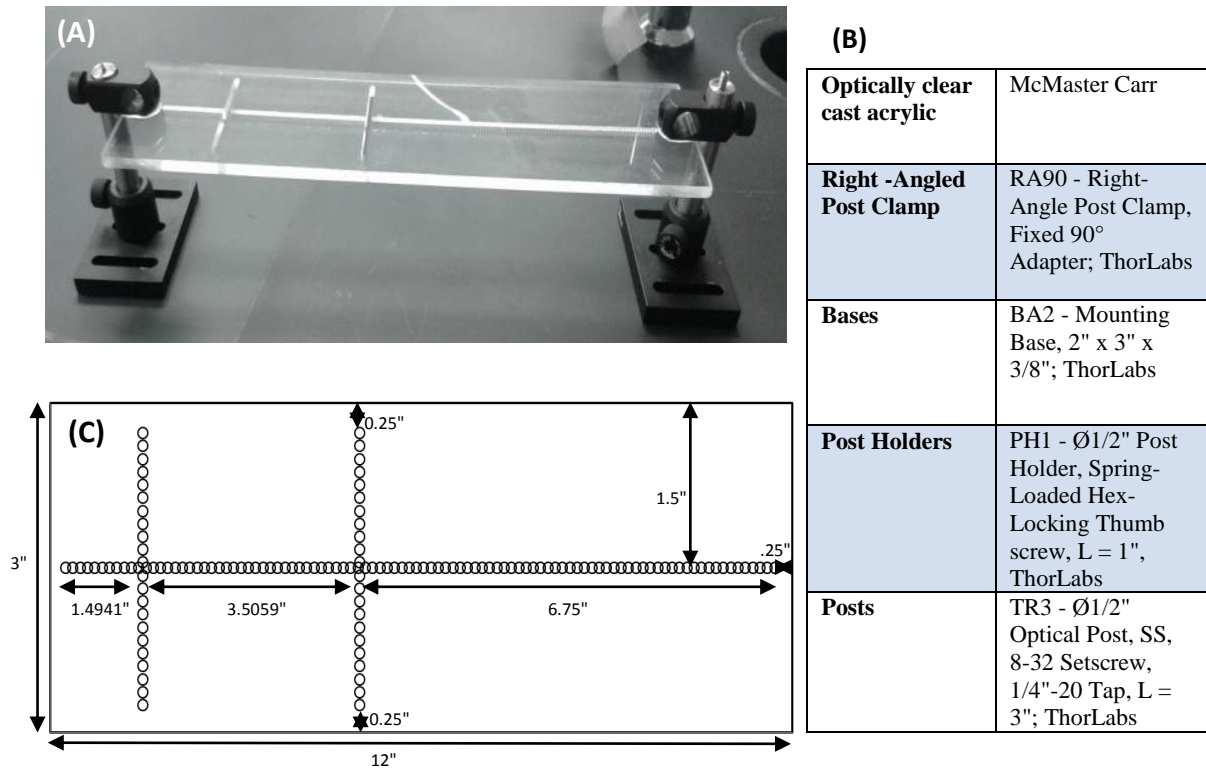 (A)
(B)
Optically clear
cast acrylic
McMaster Carr
Right -Angled
Post Clamp
RA90 - Right-
Angle Post Clamp,
Fixed 90°
Adapter; ThorLabs
Bases
BA2 - Mounting
Base, 2" x 3" x
3/8"; ThorLabs
Post Holders
PH1 - Ø1/2" Post
Holder, Spring-
Loaded Hex-
Locking Thumb
screw, L = 1",
ThorLabs
Posts
TR3 - Ø1/2"
Optical Post, SS,
8-32 Setscrew,
1/4"-20 Tap, L =
3"; ThorLabs
(C)
0.25"
1.5"
3"
.25"
1.4941"
3.5059"
6.75"
0.25"
12"